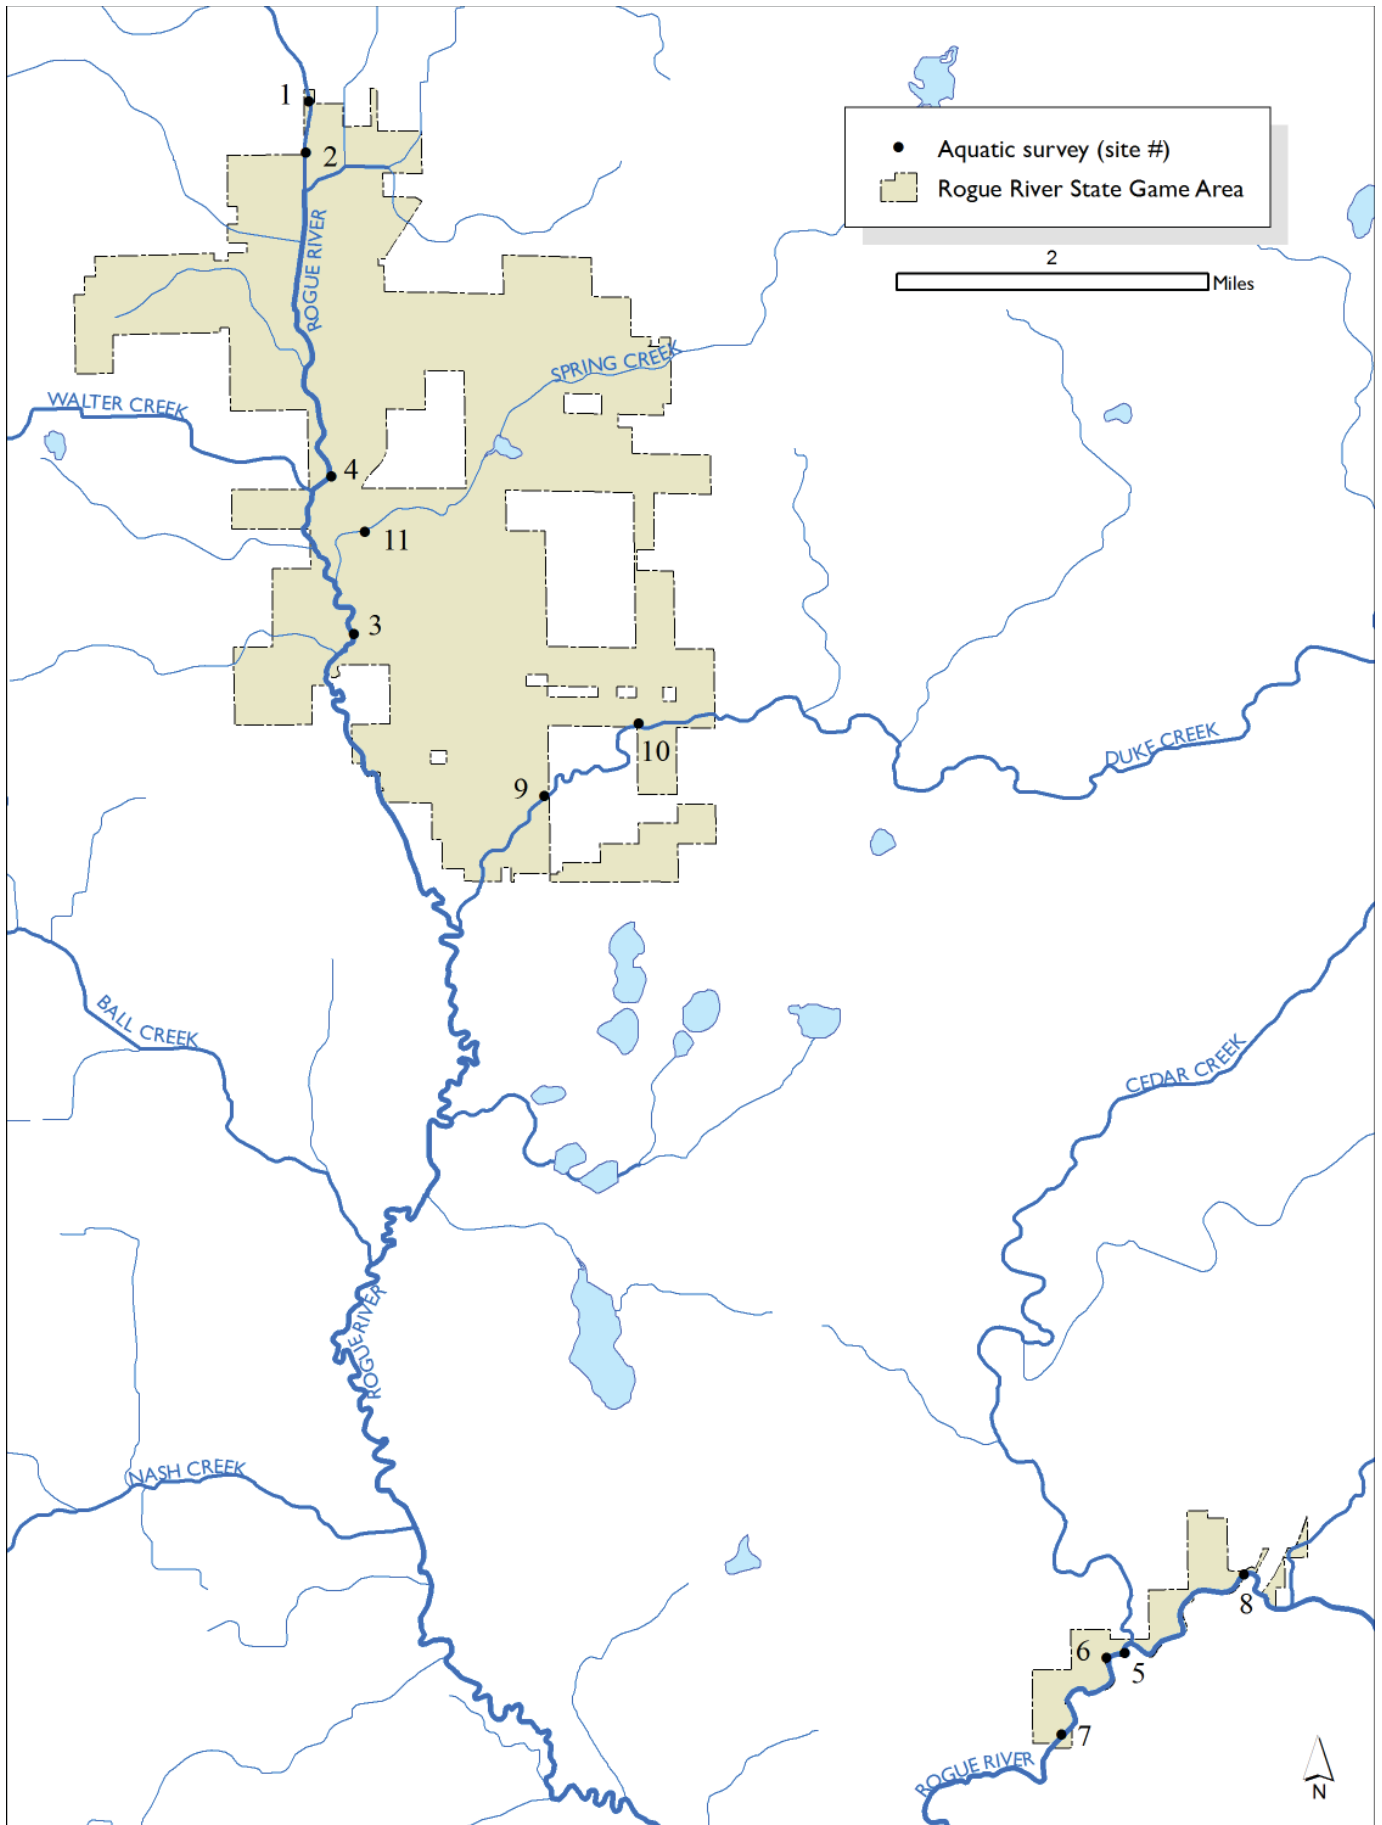 1
2
Aquatic survey (site #)
Rogue River State Game Area
2
Miles
ROGUE RIVER
SPRING CREEK
WALTER CREEK
4
11
3
10
DUKE CREEK
9
BALL CREEK
CEDAR CREEK
ROGUE RIVER
NASH CREEK
8
6
5
7
ROGUE RIVER
N